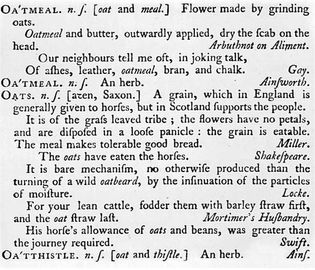 OA'TMEAL. n. ſ. [oat and meal.] Flower made by grinding
oats.
Oatmeal and butter, outwardly applied, dry the ſcab on
the head. Arbuthnot on Aliment.
Our neighbours tell me oft, in joking talk,
Of aſhes, leather, oatmeal, bran, and chalk. Gay.
OA'TMEAL. n. ſ. An herb. Ainſworth.
OATS. n. ſ. [aꞇen, Saxon.] A grain, which in England is
generally given to horſes, but in Scotland ſupports the people.
It is of the graſs leaved tribe; the flowers have no petals,
and are diſpoſed in a looſe panicle: the grain is eatable.
The meal makes tolerable good bread. Miller.
The oats have eaten the horſes. Shakeſpeare.
It is bare mechaniſm, no otherwiſe produced than the
turning of a wild oatbeard, by the inſinuation of the particles
of moiſture. Locke.
For your lean cattle, fodder them with barley ſtraw firſt,
and the oat ſtraw laſt. Mortimer's Huſbandry.
His horſe's allowance of oats and beans, was greater than
the journey required. Swift.
OA'TTHISTLE. n. ſ. [oat and thiſtle.] An herb. Ainſ.